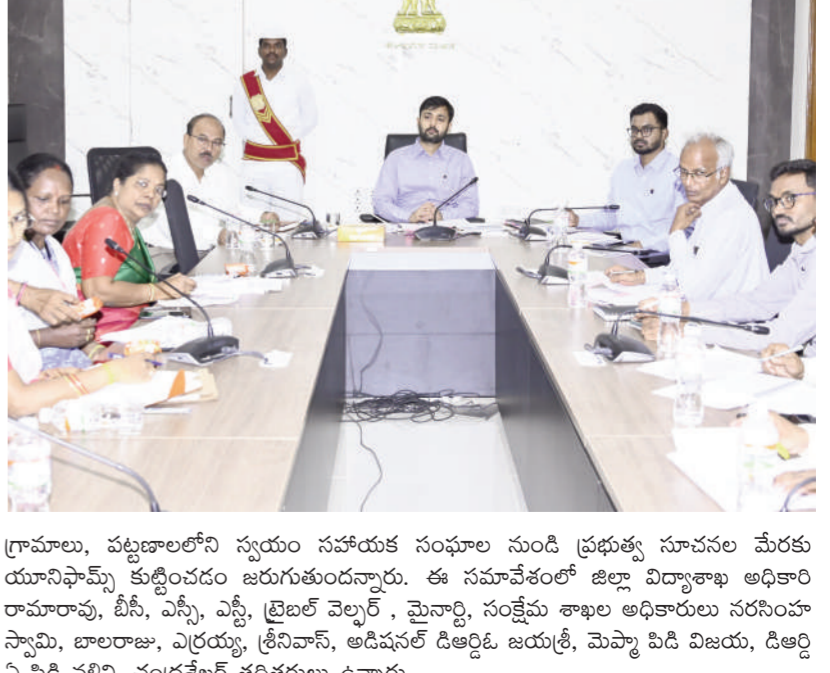 గ్రామాలు, పట్టణాలలోని స్వయం సహాయక సంఘాల నుండి ప్రభుత్వ సూచనల మేరకు
యూనిఫామ్స్ కుట్టించడం జరుగుతుందన్నారు. ఈ సమావేశంలో జిల్లా విద్యాశాఖ అధికారి
రామారావు, బీసీ, ఎస్సీ, ఎస్టీ, ట్రైబల్ వెల్ఫర్ , మైనార్టి, సంక్షేమ శాఖల అధికారులు నరసింహ
స్వామి, బాలరాజు, ఎర్రయ్య, శ్రీనివాస్, అడిషనల్ డిఆర్డిఓ జయశ్రీ, మెప్మా పిడి విజయ, డిఆర్డి